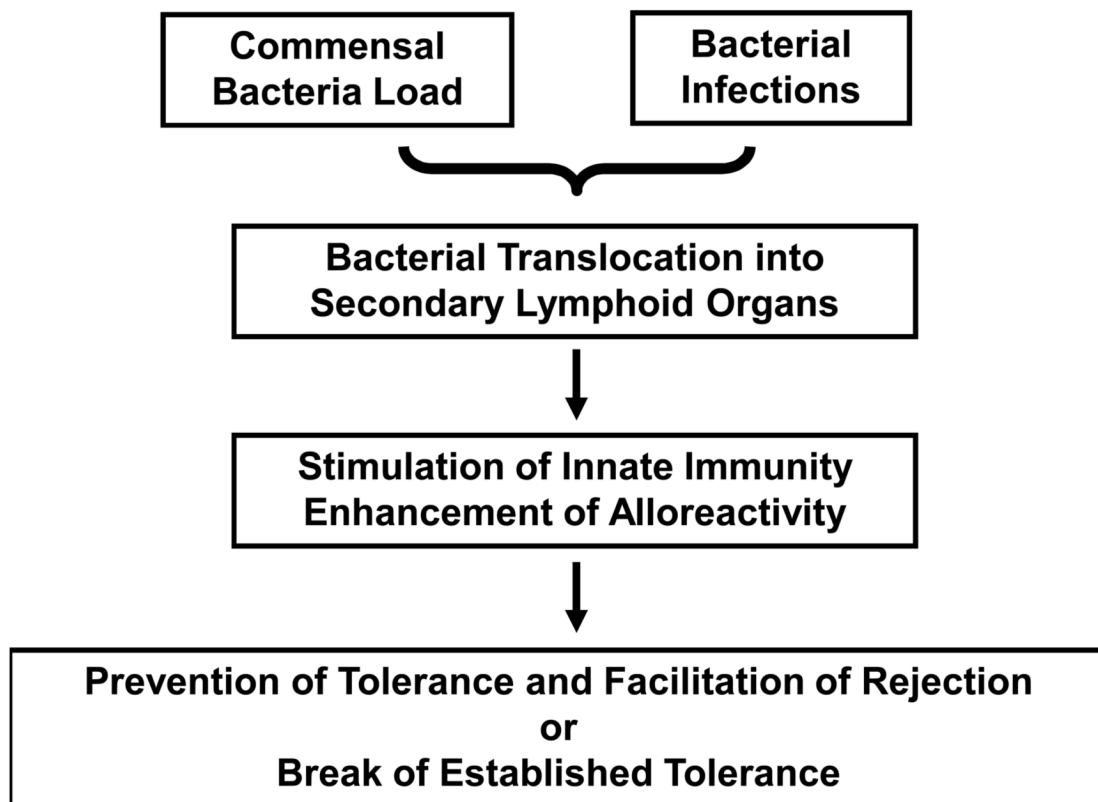 Commensal
Bacteria Load
Bacterial
Infections
Bacterial Translocation into
Secondary Lymphoid Organs
Stimulation of Innate Immunity
Enhancement of Alloreactivity
Prevention of Tolerance and Facilitation of Rejection
or
Break of Established Tolerance